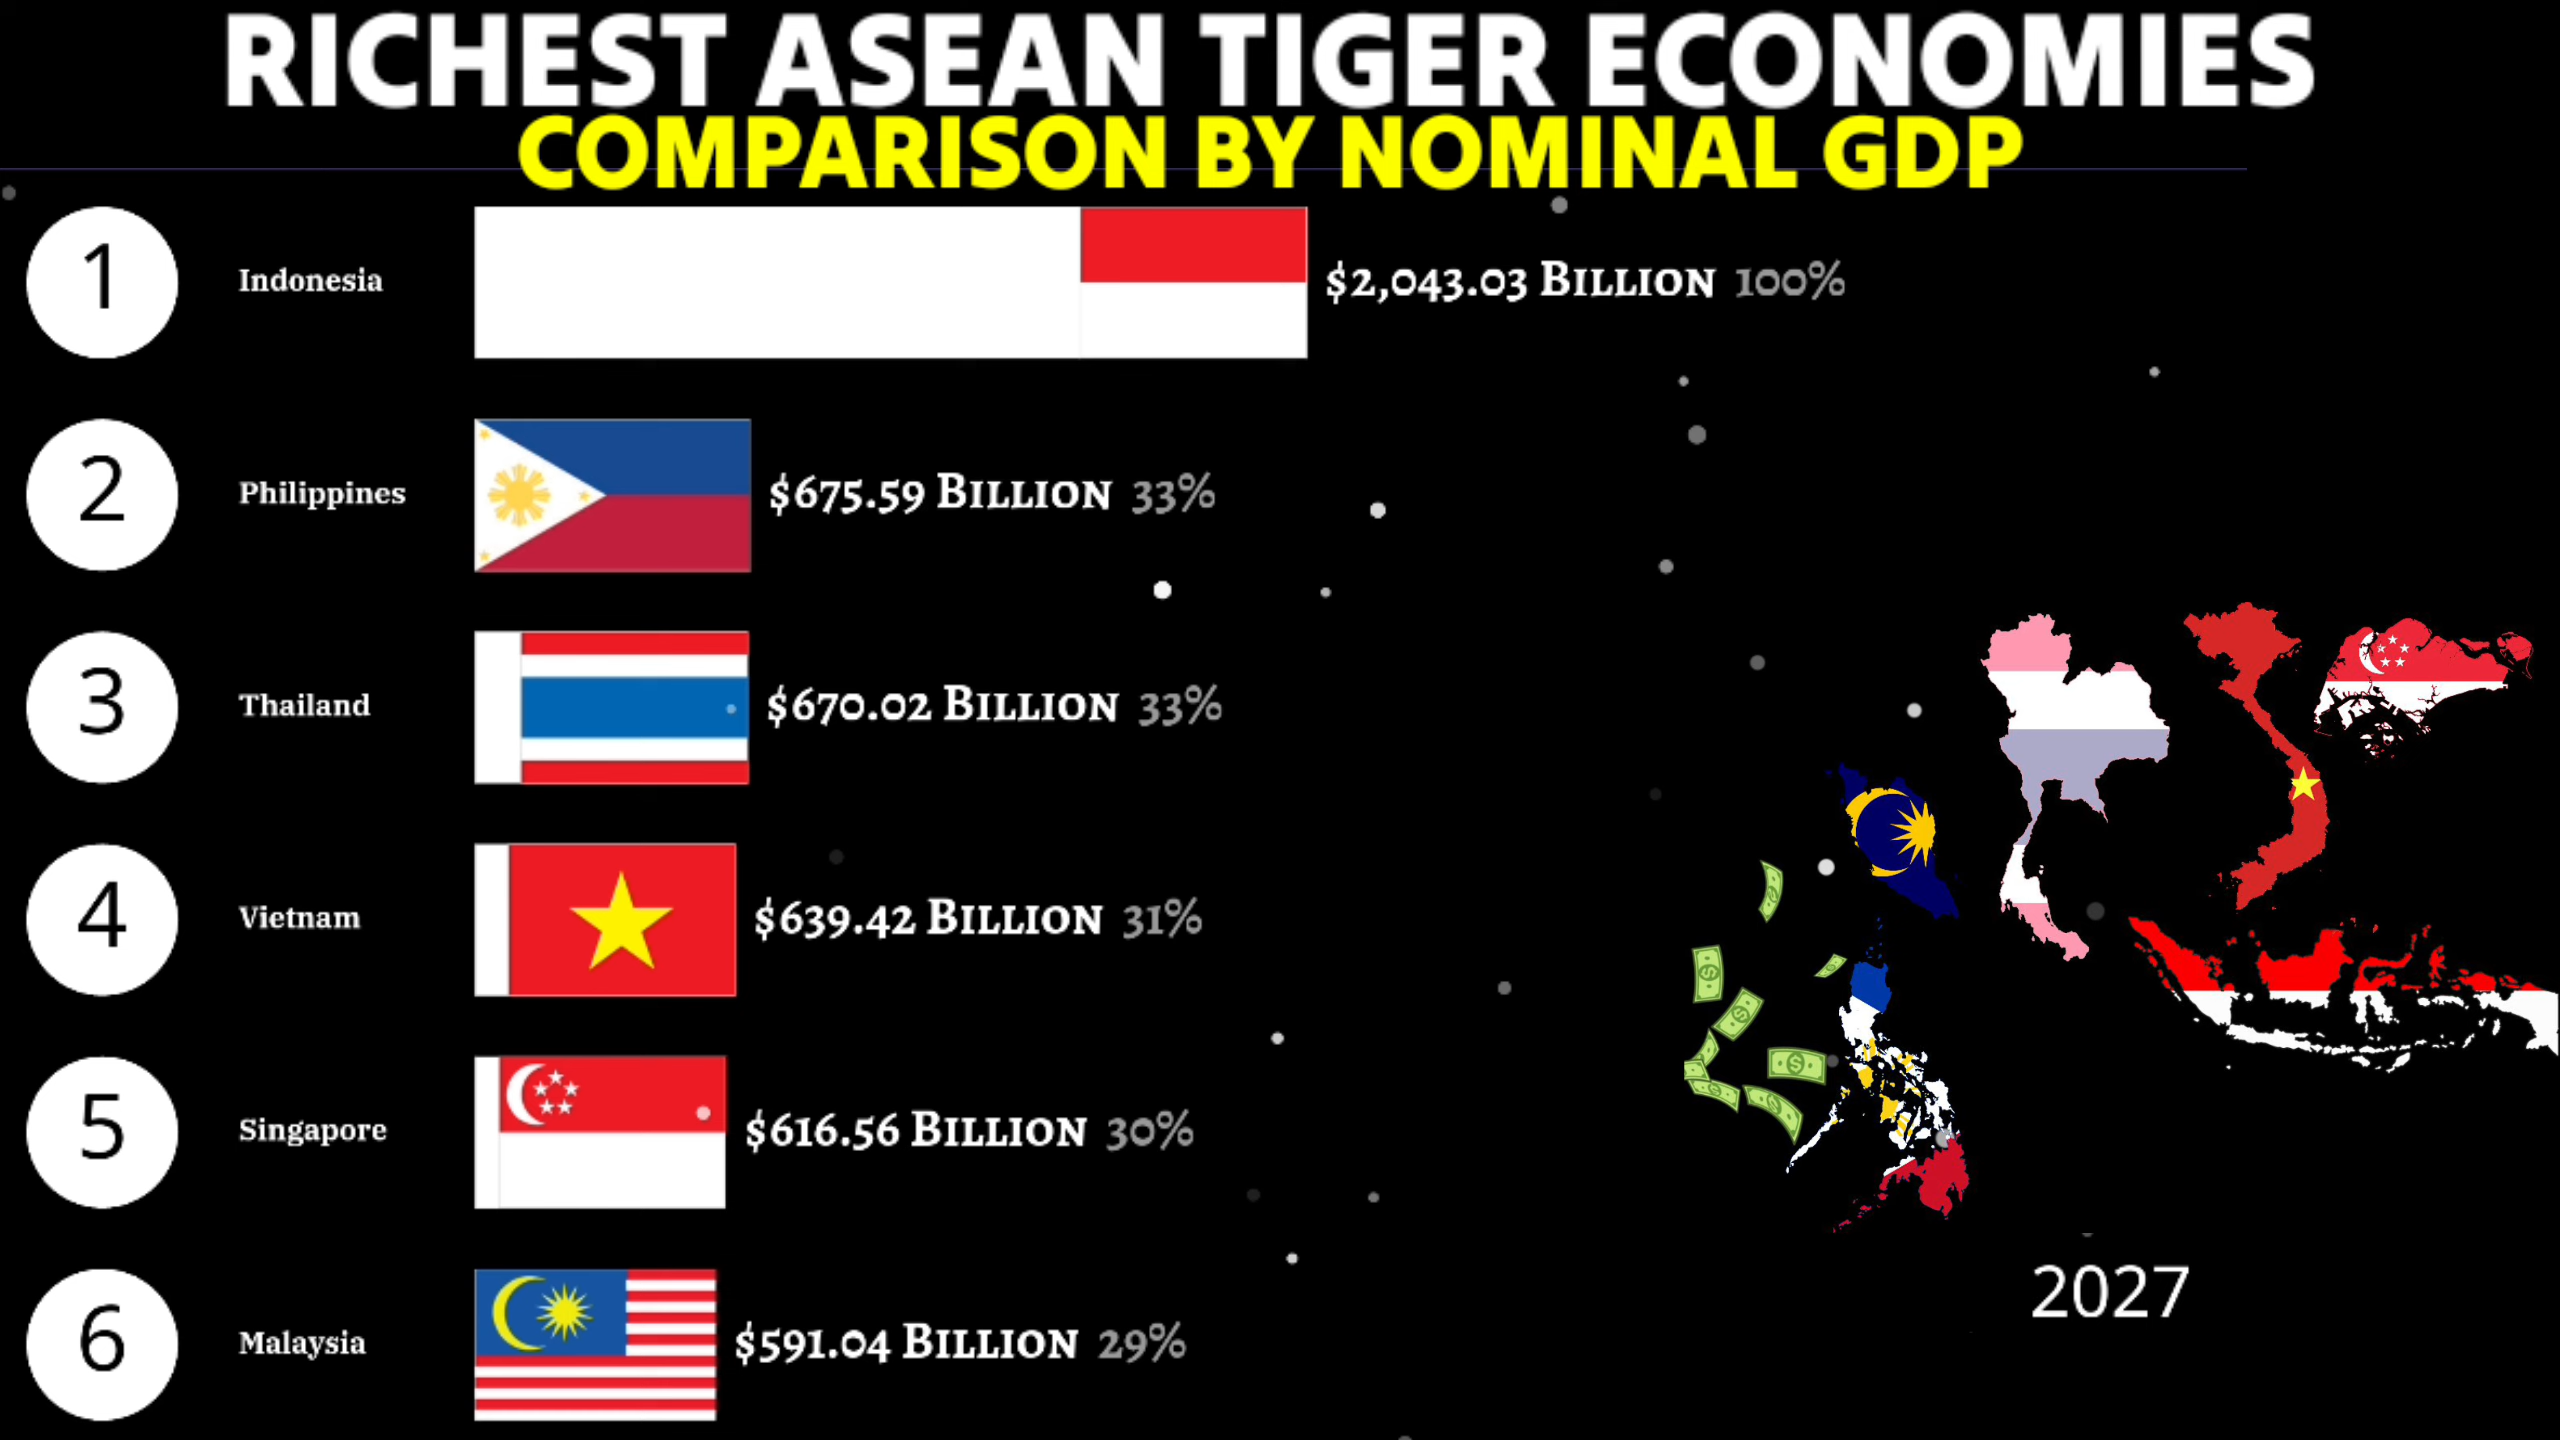 RICHEST ASEAN TIGER ECONOMIES
COMPARISON BY NOMINAL GDP
1 Indonesia $2,043.03 BILLION 100%
2 Philippines $675.59 BILLION 33%
3 Thailand $670.02 BILLION 33%
4 Vietnam $639.42 BILLION 31%
5 Singapore $616.56 BILLION 30%
6 Malaysia $591.04 BILLION 29%
2027